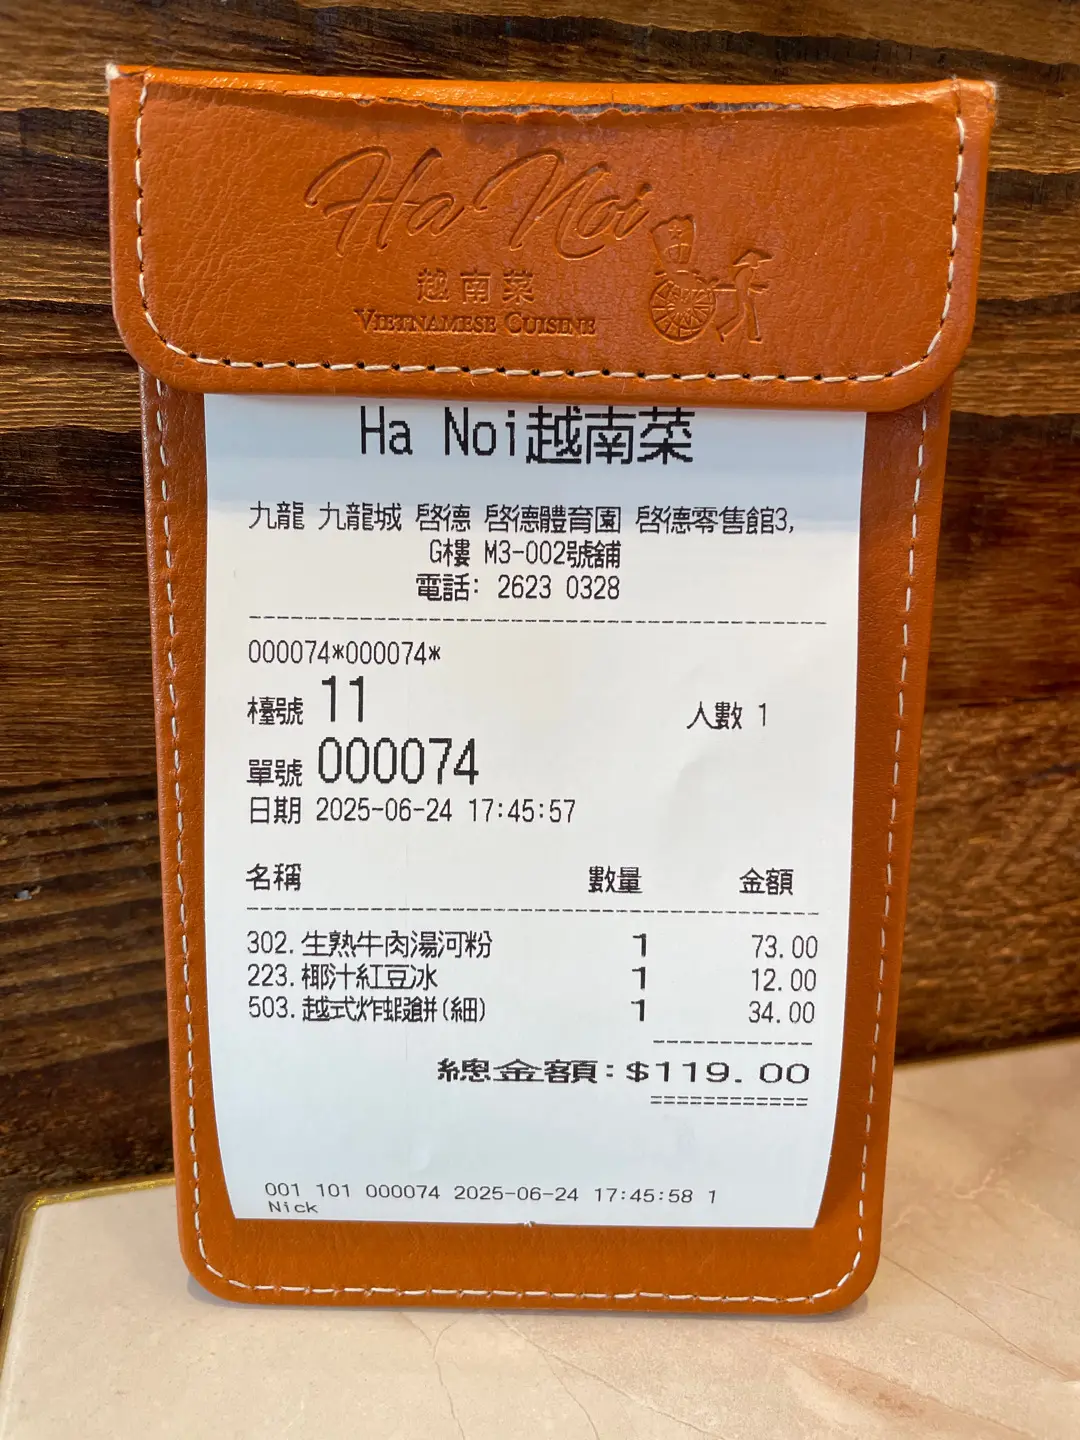 Ha Noi
越南菜
VIETNAMESE CUISINE
Ha Noi越南菜
九龍 九龍城 啓德 啓德體育園 啓德零售館3,
G樓 M3-002號舖
電話: 2623 0328
000074*000074*
檯號 11 人數 1
單號 000074
日期 2025-06-24 17:45:57
名稱 數量 金額
302.生熟牛肉湯河粉 1 73.00
223.椰汁紅豆冰 1 12.00
503.越式炸蝦餅(細) 1 34.00
總金額:$119.00
001 101 000074 2025-06-24 17:45:58 1
Nick